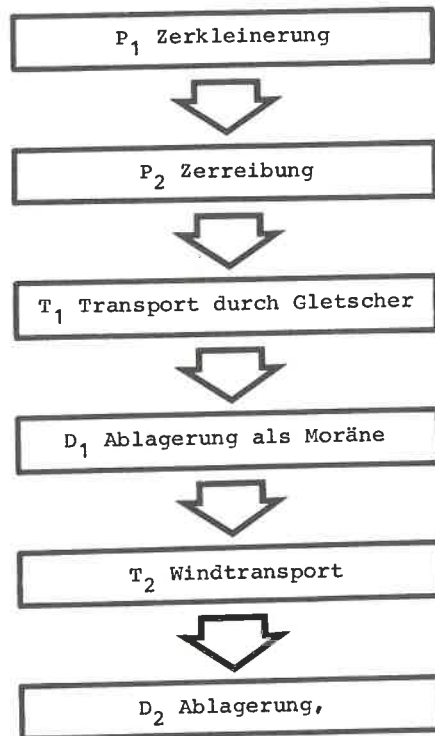 P₁ Zerkleinerung
P₂ Zerreibung
T₁ Transport durch Gletscher
D₁ Ablagerung als Moräne
T₂ Windtransport
D₂ Ablagerung,